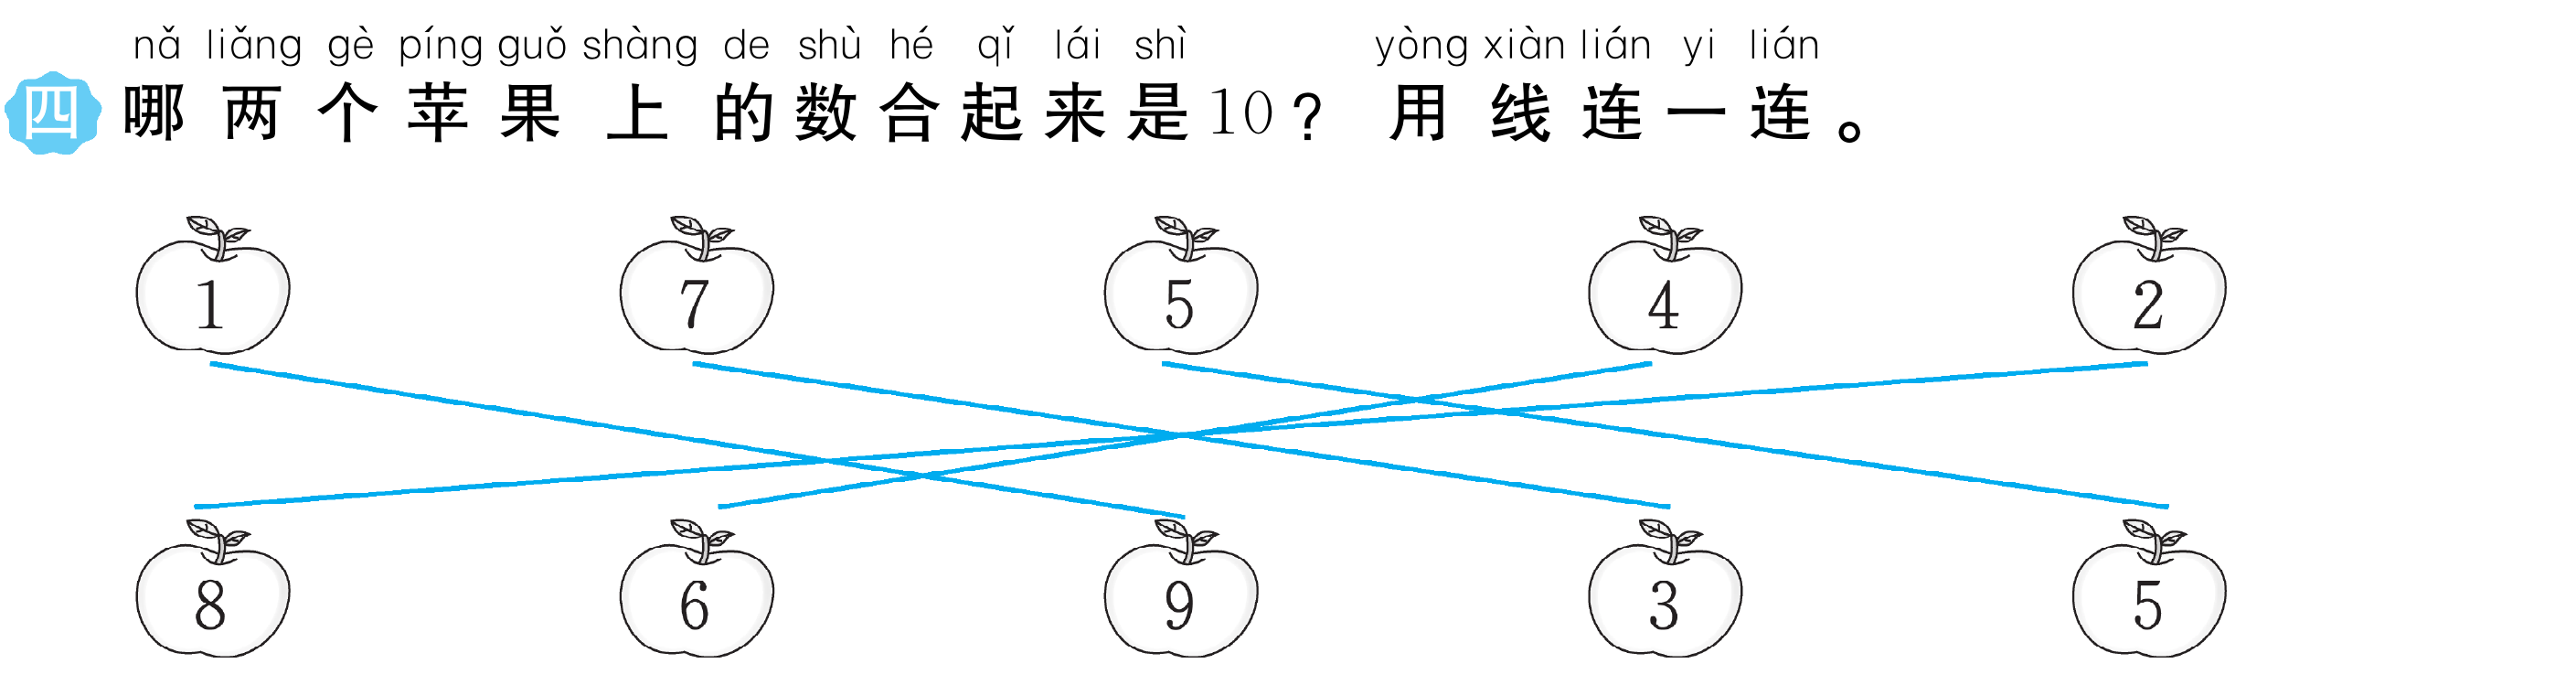 nǎ liǎng gè píng guǒ shàng de shù hé qǐ lái shì yòng xiàn lián yi lián
四 哪两个苹果上的数合起来是10？用线连一连。
1 7 5 4 2
8 6 9 3 5